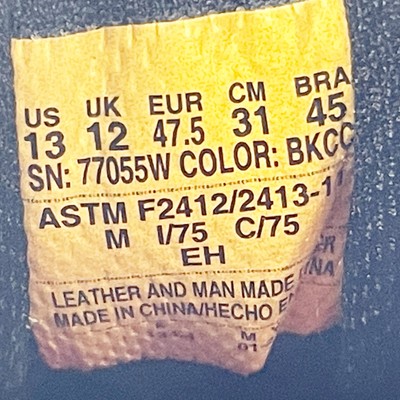 US UK EUR CM BRA
13 12 47.5 31 45
SN: 77055W COLOR: BKCC
ASTM F2412/2413-11
M I/75 C/75
EH
LEATHER AND MAN MADE
MADE IN CHINA/HECHO E
M